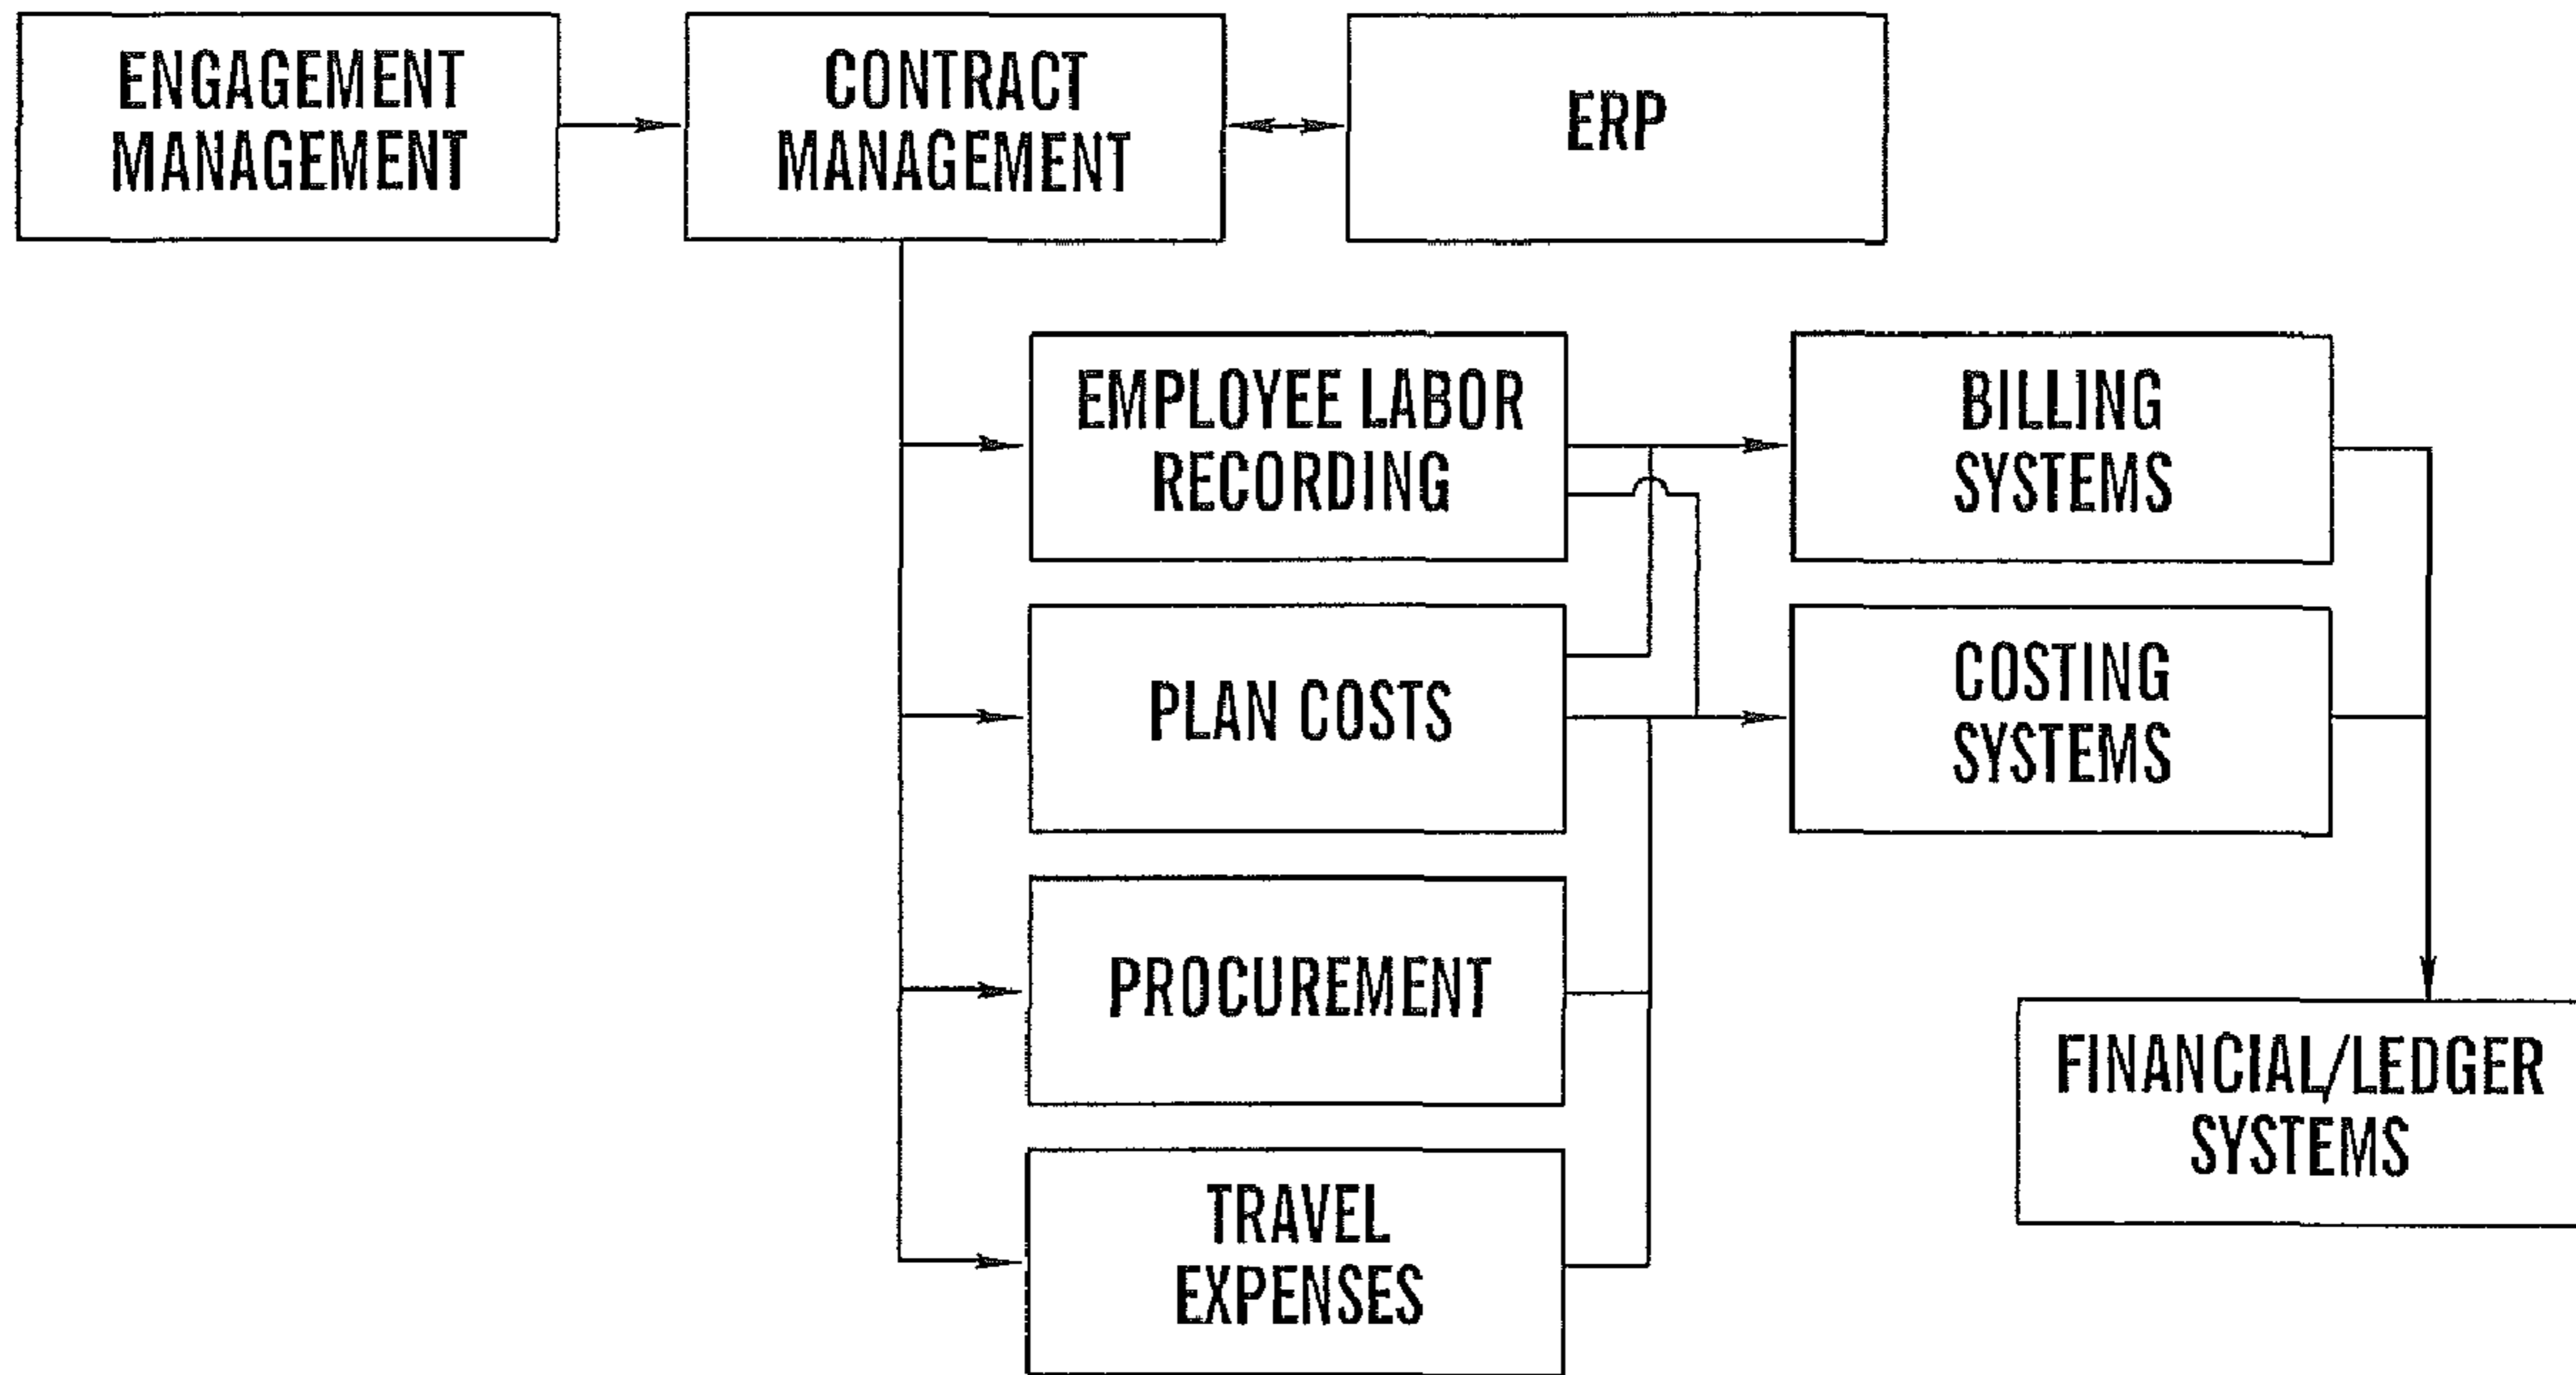 ENGAGEMENT
MANAGEMENT
CONTRACT
MANAGEMENT
ERP
EMPLOYEE LABOR
RECORDING
BILLING
SYSTEMS
PLAN COSTS
COSTING
SYSTEMS
PROCUREMENT
FINANCIAL/LEDGER
SYSTEMS
TRAVEL
EXPENSES